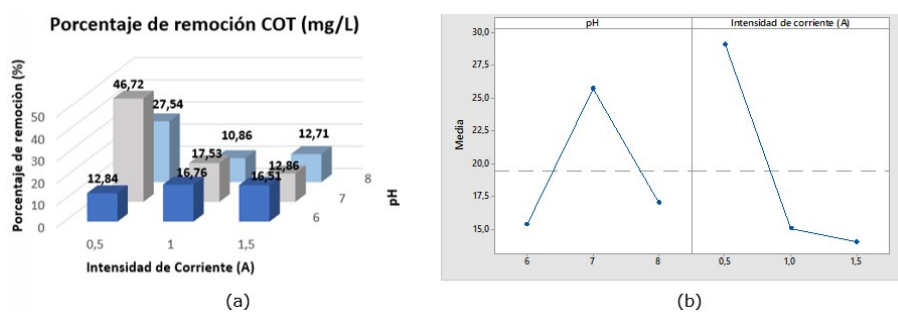 Porcentaje de remoción COT (mg/L)
Porcentaje de remoción (%)
50
40
30
20
10
0
46,72
27,54
12,84
17,53
10,86
16,76
12,71
12,86
16,51
8
7
6
pH
0,5 1 1,5
Intensidad de Corriente (A)
(a)
pH Intensidad de corriente (A)
Media
30,0
27,5
25,0
22,5
20,0
17,5
15,0
6 7 8 0,5 1,0 1,5
(b)